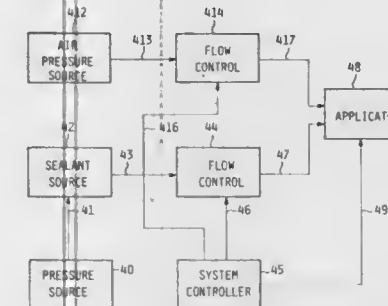 412
414
413
417
AIR
PRESSURE
SOURCE
FLOW
CONTROL
48
APPLICAT
42
416
44
SEALANT
SOURCE
43
FLOW
CONTROL
47
41
46
49
PRESSURE
SOURCE
40
SYSTEM
CONTROLLER
45